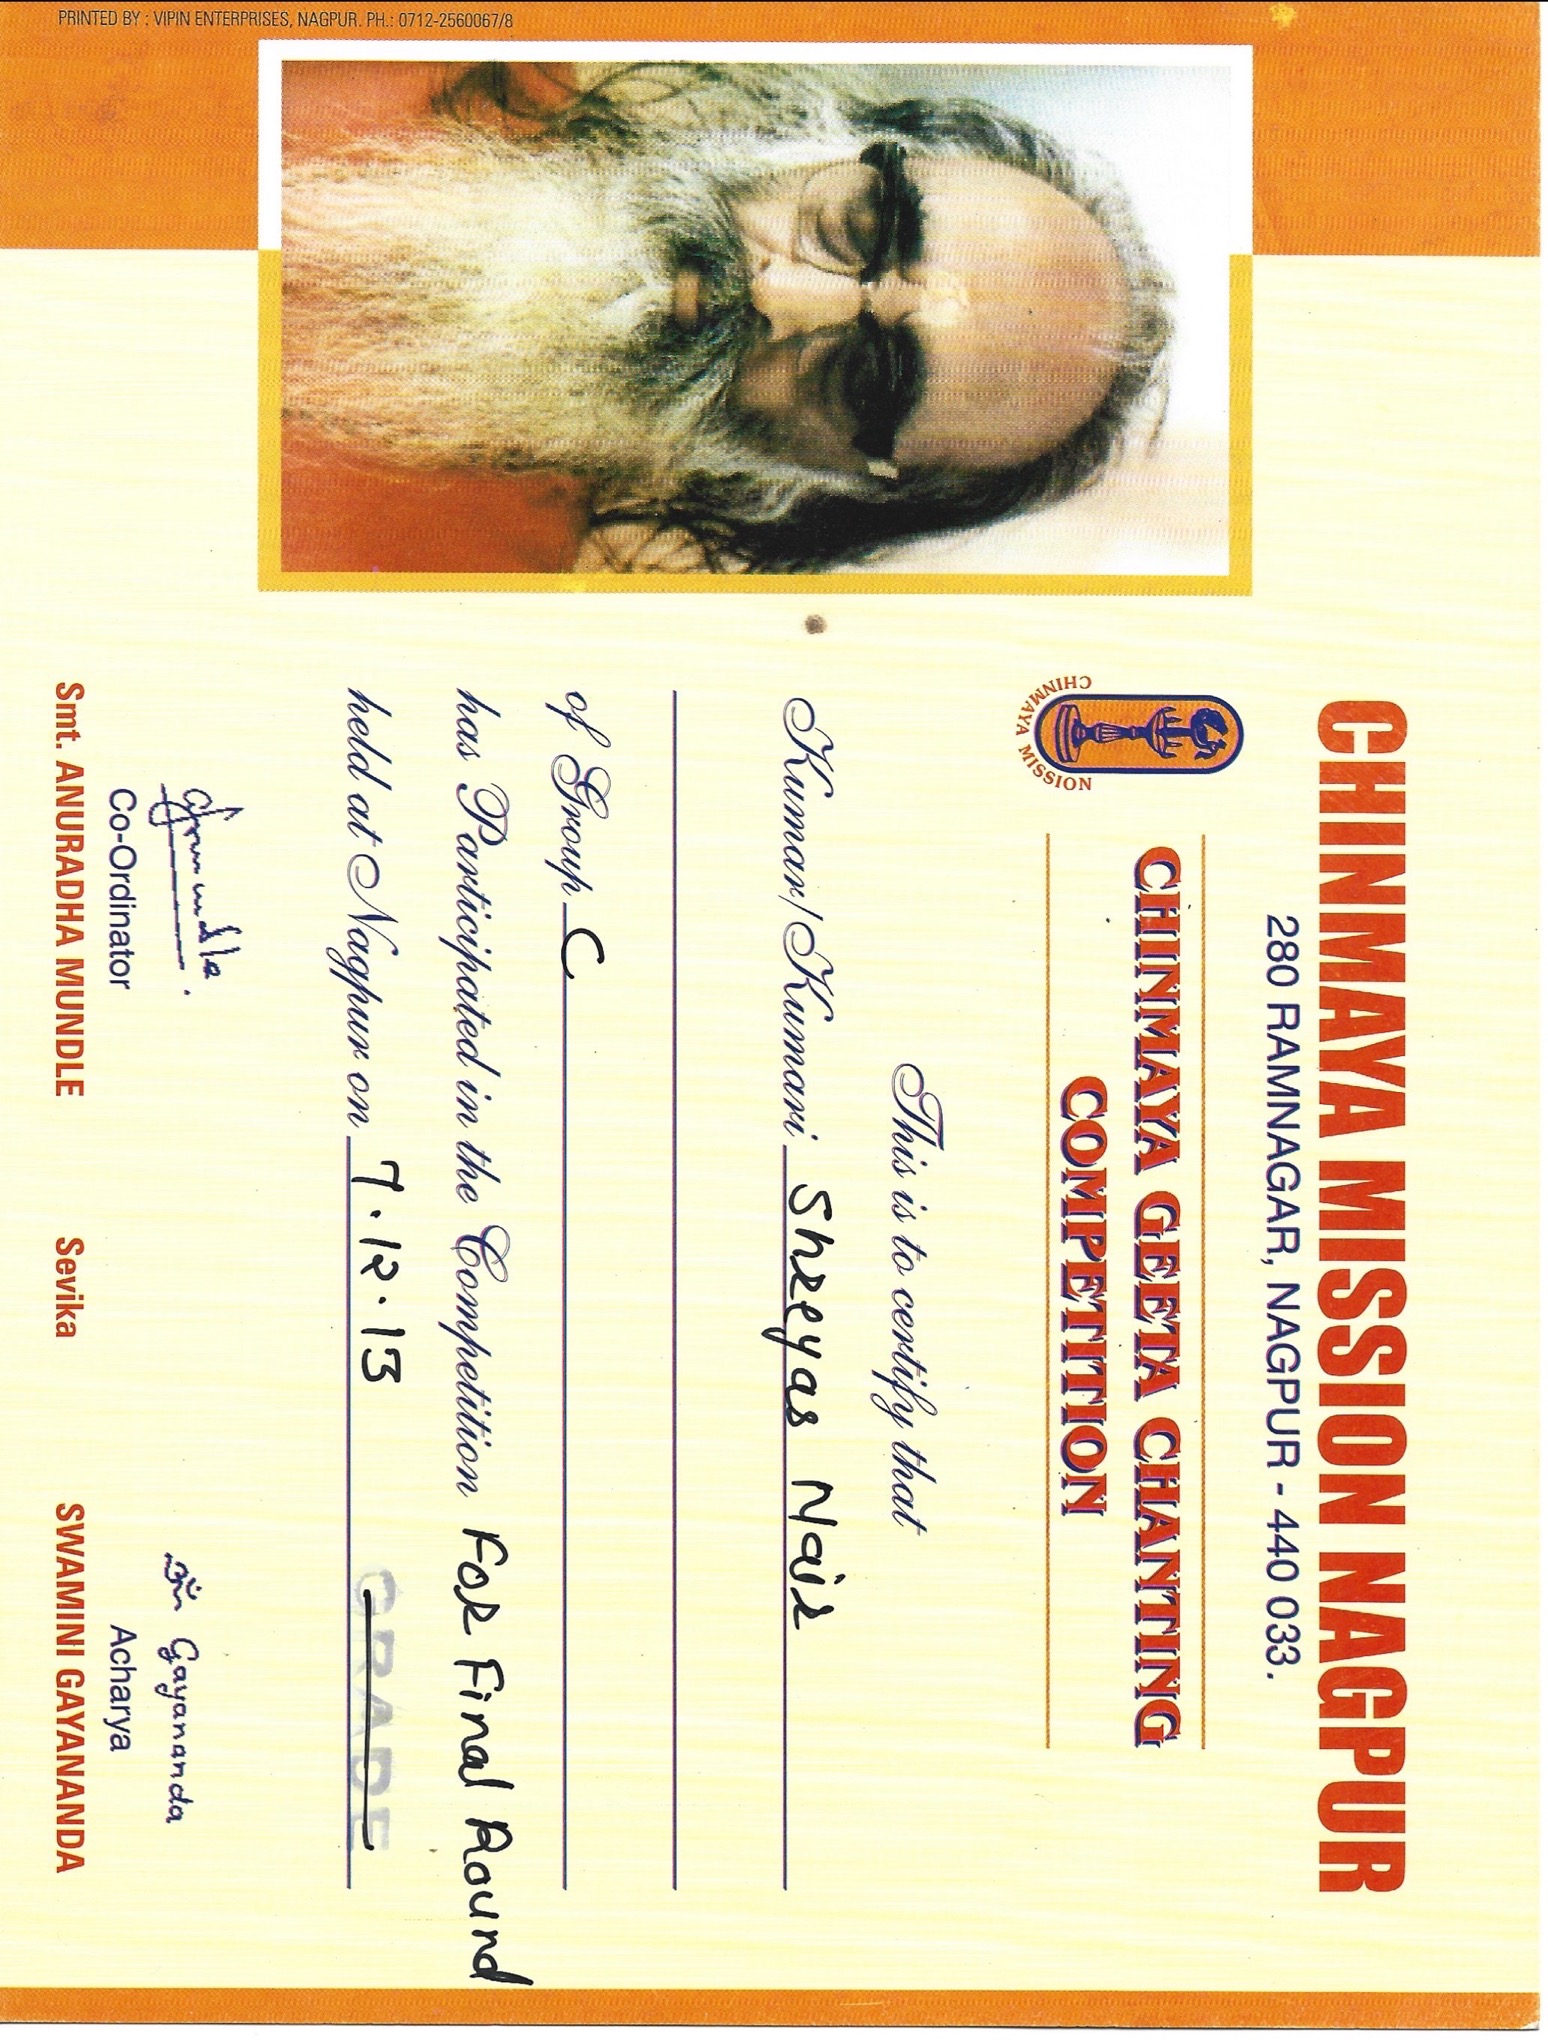 CHINMAYA MISSION NAGPUR
280 RAMNAGAR, NAGPUR - 440 033.
CHINMAYA MISSION
CHINMAYA GEETA CHANTING
COMPETITION
This is to certify that
Kumar/Kumari Shreyas Nair
of Group C
has Participated in the Competition For Final Round
held at Nagpur on 7.12.13 GRADE
Mundle.
ॐ Gayananda
Co-Ordinator Acharya
Smt. ANURADHA MUNDLE Sevika SWAMINI GAYANANDA
PRINTED BY : VIPIN ENTERPRISES, NAGPUR. PH.: 0712-2560067/8